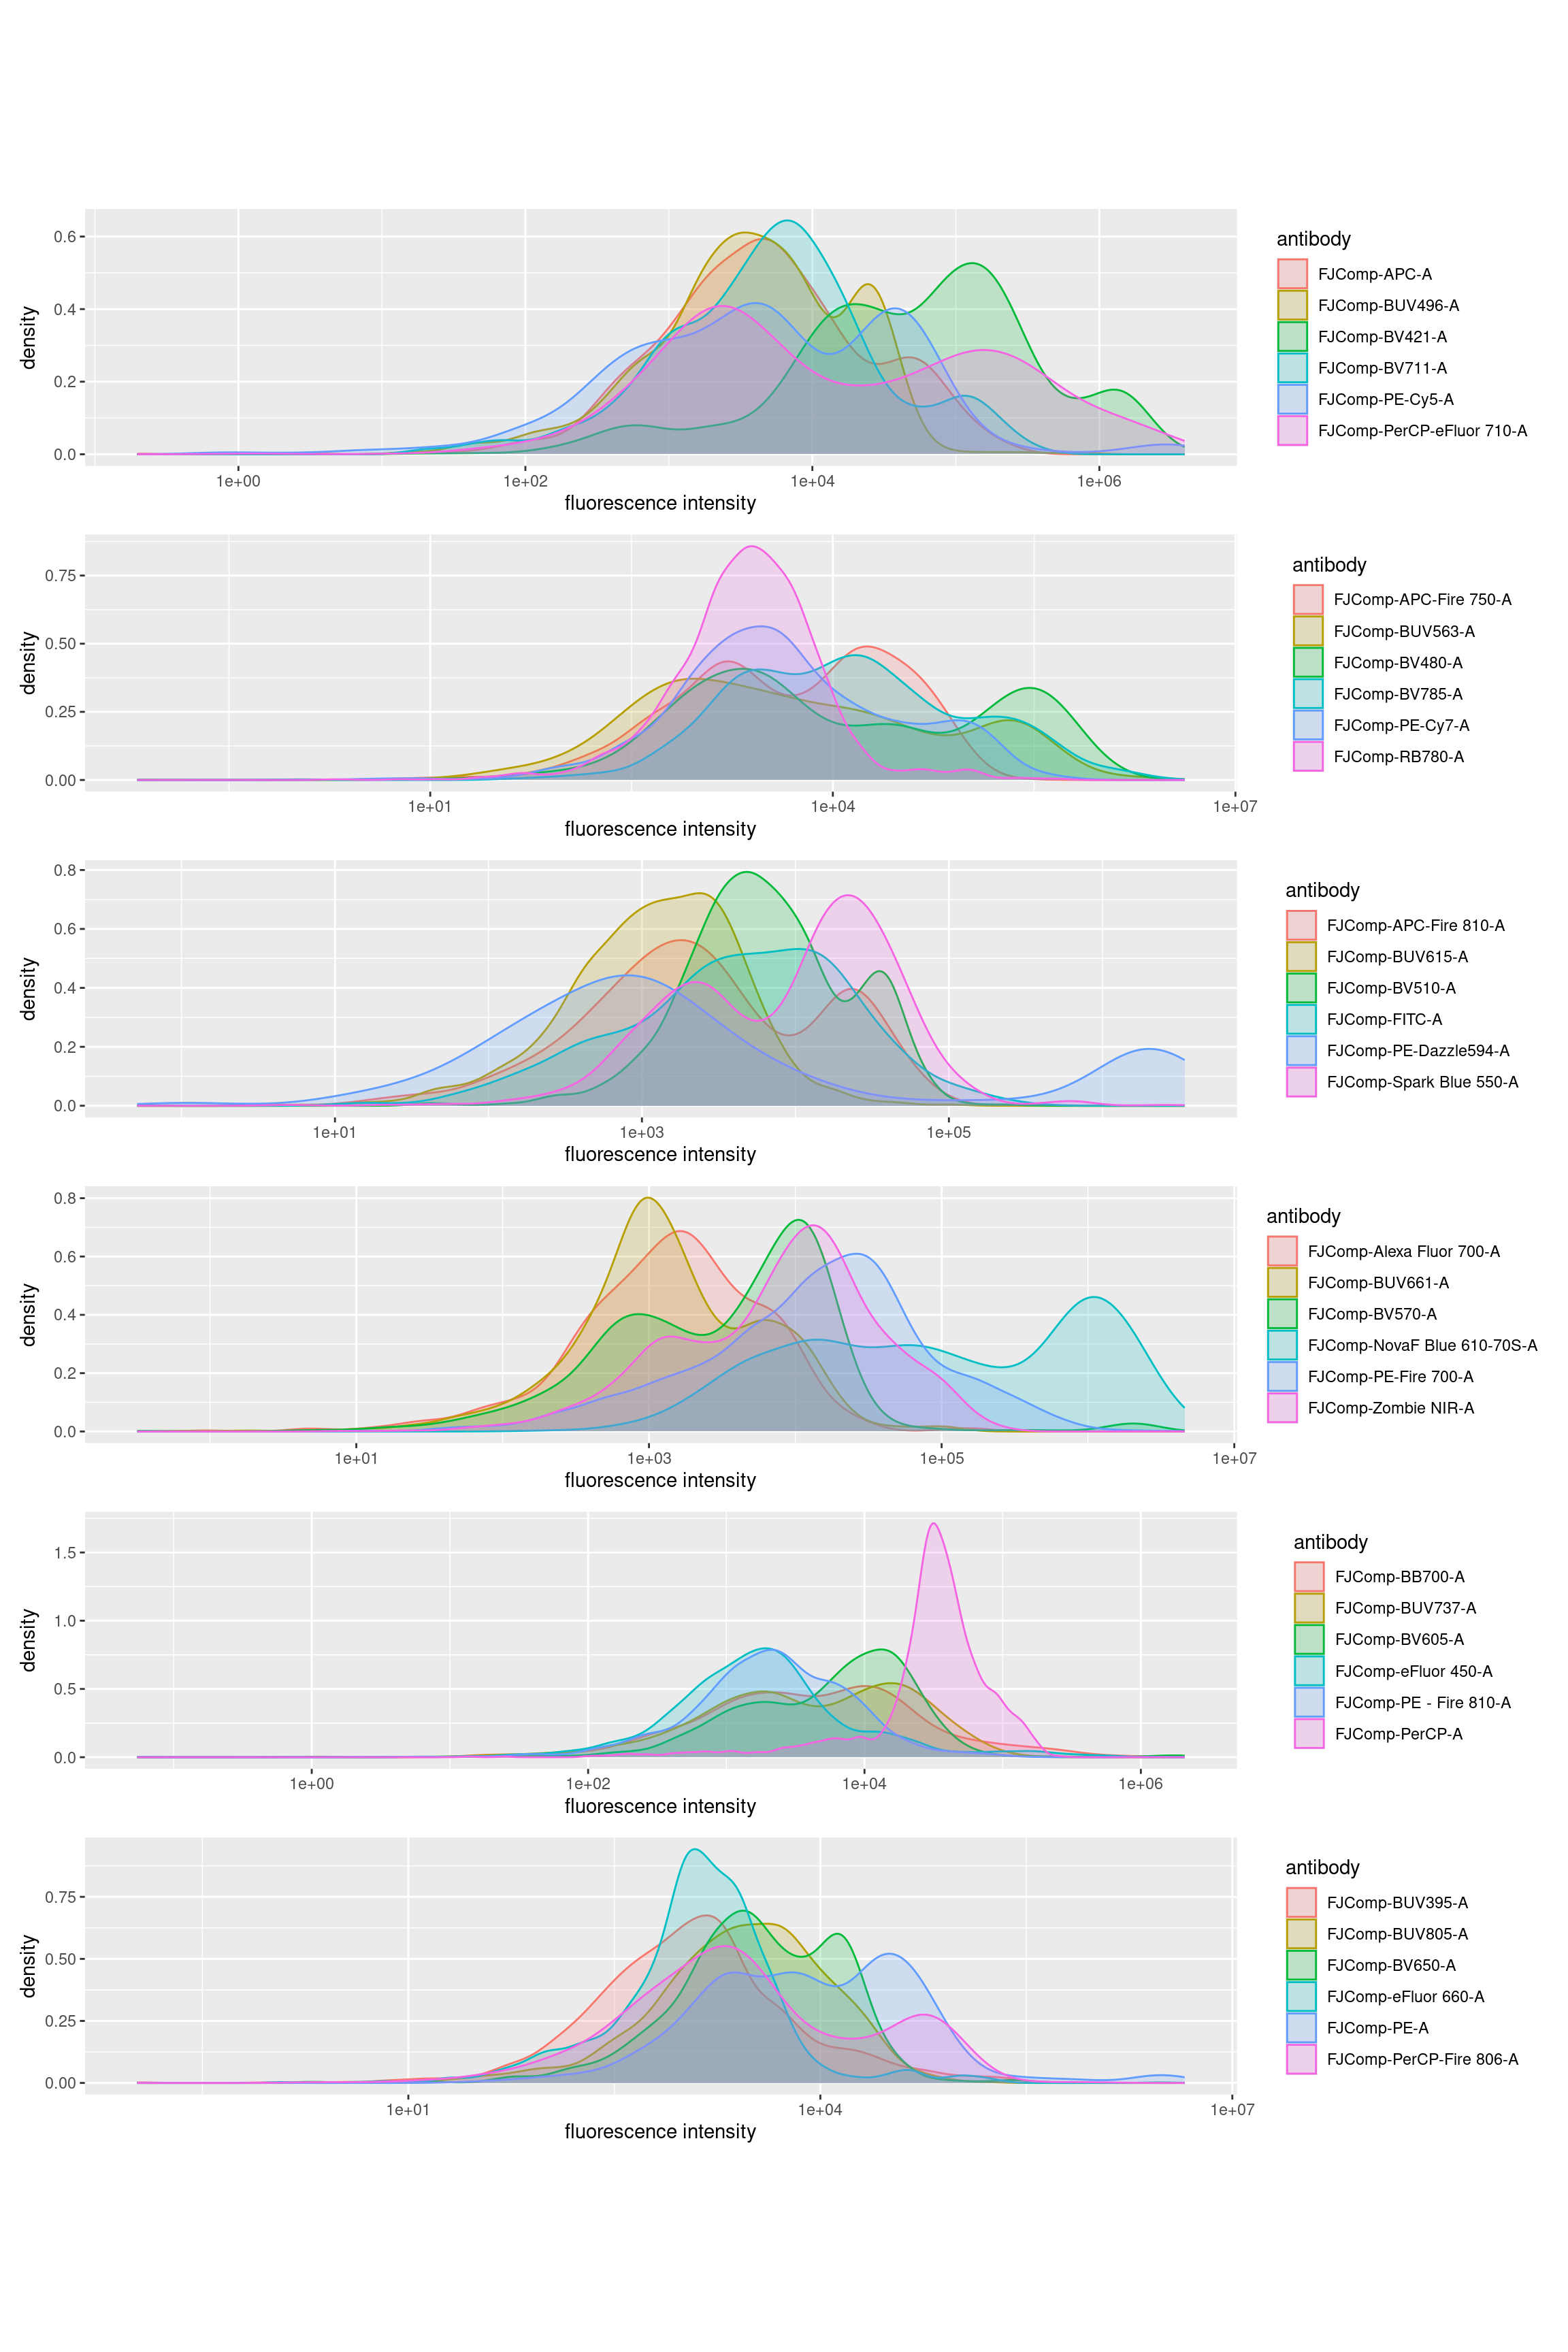 antibody
FJComp-APC-A
FJComp-BUV496-A
FJComp-BV421-A
FJComp-BV711-A
FJComp-PE-Cy5-A
FJComp-PerCP-eFluor 710-A
density
0.6
0.4
0.2
0.0
1e+00 1e+02 1e+04 1e+06
fluorescence intensity
antibody
FJComp-APC-Fire 750-A
FJComp-BUV563-A
FJComp-BV480-A
FJComp-BV785-A
FJComp-PE-Cy7-A
FJComp-RB780-A
density
0.75
0.50
0.25
0.00
1e+01 1e+04 1e+07
fluorescence intensity
antibody
FJComp-APC-Fire 810-A
FJComp-BUV615-A
FJComp-BV510-A
FJComp-FITC-A
FJComp-PE-Dazzle594-A
FJComp-Spark Blue 550-A
density
0.8
0.6
0.4
0.2
0.0
1e+01 1e+03 1e+05
fluorescence intensity
antibody
FJComp-Alexa Fluor 700-A
FJComp-BUV661-A
FJComp-BV570-A
FJComp-NovaF Blue 610-70S-A
FJComp-PE-Fire 700-A
FJComp-Zombie NIR-A
density
0.8
0.6
0.4
0.2
0.0
1e+01 1e+03 1e+05 1e+07
fluorescence intensity
antibody
FJComp-BB700-A
FJComp-BUV737-A
FJComp-BV605-A
FJComp-eFluor 450-A
FJComp-PE - Fire 810-A
FJComp-PerCP-A
density
1.5
1.0
0.5
0.0
1e+00 1e+02 1e+04 1e+06
fluorescence intensity
antibody
FJComp-BUV395-A
FJComp-BUV805-A
FJComp-BV650-A
FJComp-eFluor 660-A
FJComp-PE-A
FJComp-PerCP-Fire 806-A
density
0.75
0.50
0.25
0.00
1e+01 1e+04 1e+07
fluorescence intensity